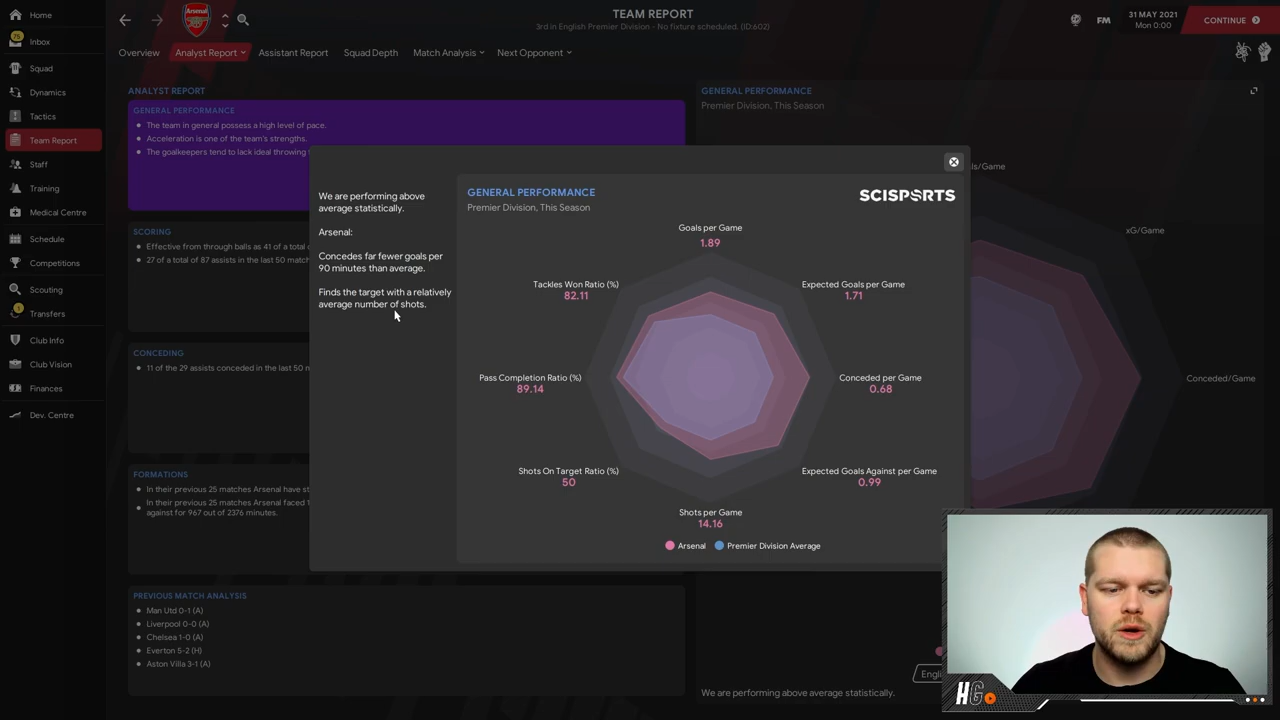 Home
75
Inbox
Squad
Dynamics
Tactics
Team Report
Staff
Training
Medical Centre
Schedule
Competitions
Scouting
Transfers
Club Info
Club Vision
Finances
Dev. Centre
TEAM REPORT
3rd in English Premier Division - No fixture scheduled. (ID:602)
FM
31 MAY 2021
Mon 0:00
CONTINUE
Overview
Analyst Report
Assistant Report
Squad Depth
Match Analysis
Next Opponent
ANALYST REPORT
GENERAL PERFORMANCE
The team in general possess a high level of pace.
Acceleration is one of the team's strengths.
The goalkeepers tend to lack ideal throwing
SCORING
Effective from through balls as 41 of a total
27 of a total of 87 assists in the last 50
CONCEDING
11 of the 29 assists conceded in the last 50
FORMATIONS
In their previous 25 matches Arsenal have
In their previous 25 matches Arsenal faced
against for 967 out of 2376 minutes.
PREVIOUS MATCH ANALYSIS
Man Utd 0-1 (A)
Liverpool 0-0 (A)
Chelsea 1-0 (A)
Everton 5-2 (H)
Aston Villa 3-1 (A)
We are performing above
average statistically.
Arsenal:
Concedes far fewer goals per
90 minutes than average.
Finds the target with a relatively
average number of shots.
GENERAL PERFORMANCE
Premier Division, This Season
SCISPORTS
Goals per Game
1.89
Tackles Won Ratio (%)
82.11
Expected Goals per Game
1.71
Pass Completion Ratio (%)
89.14
Conceded per Game
0.68
Shots On Target Ratio (%)
50
Expected Goals Against per Game
0.99
Shots per Game
14.16
Arsenal
Premier Division Average
GENERAL PERFORMANCE
Premier Division, This Season
xG/Game
Conceded/Game
We are performing above average statistically.
HG